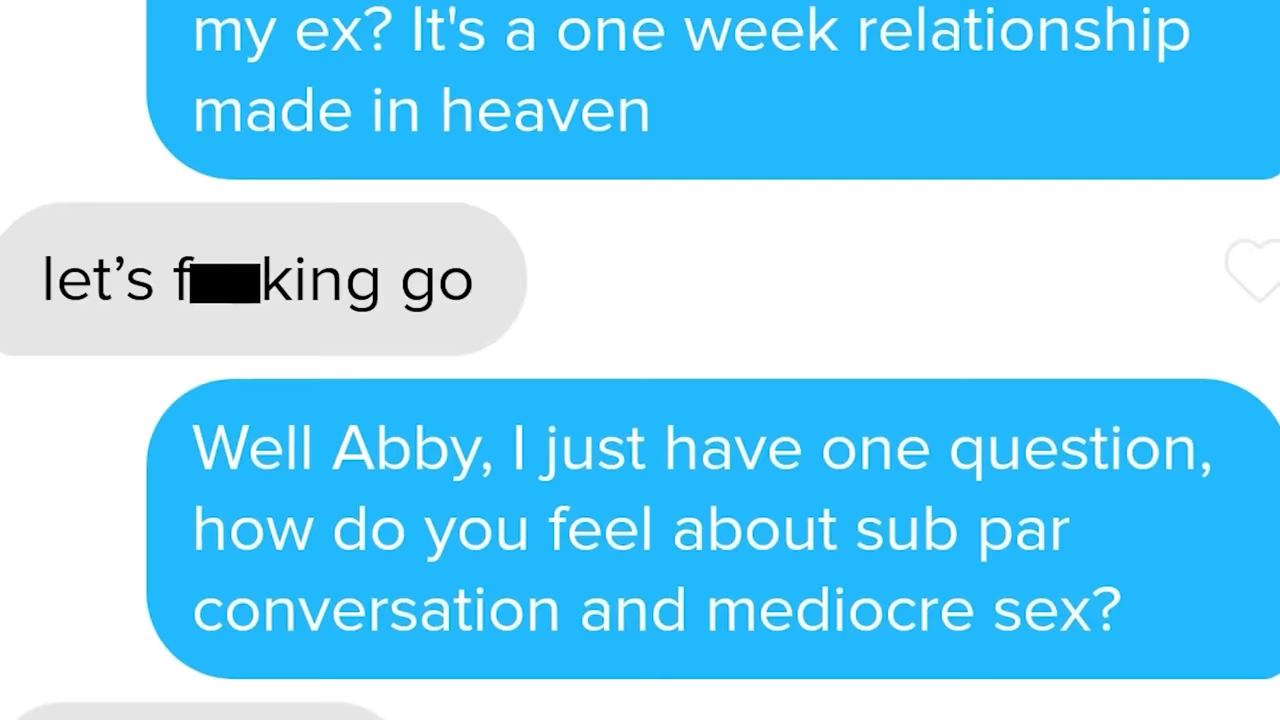 my ex? It's a one week relationship
made in heaven
let’s f king go
Well Abby, I just have one question,
how do you feel about sub par
conversation and mediocre sex?